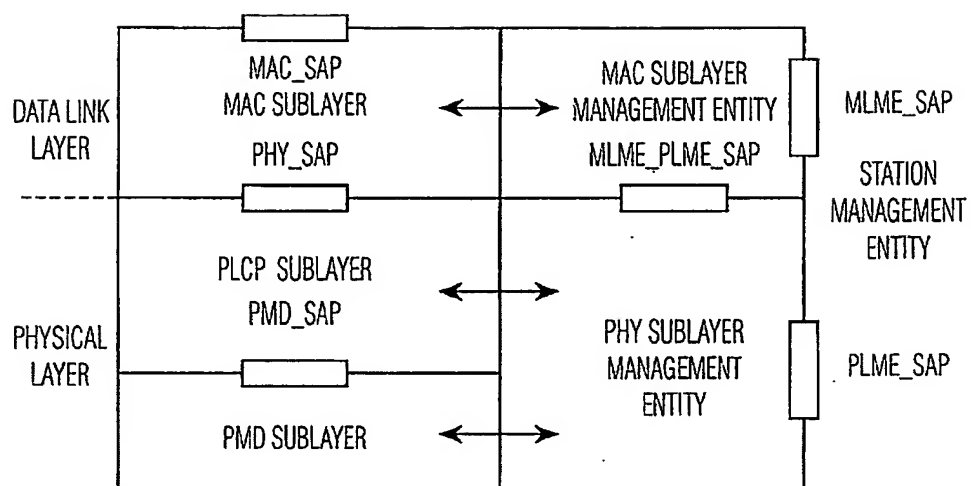 MAC_SAP
MAC SUBLAYER
DATA LINK
LAYER
PHY_SAP
MAC SUBLAYER
MANAGEMENT ENTITY
MLME_PLME_SAP
MLME_SAP
STATION
MANAGEMENT
ENTITY
PLCP SUBLAYER
PMD_SAP
PHYSICAL
LAYER
PHY SUBLAYER
MANAGEMENT
ENTITY
PLME_SAP
PMD SUBLAYER